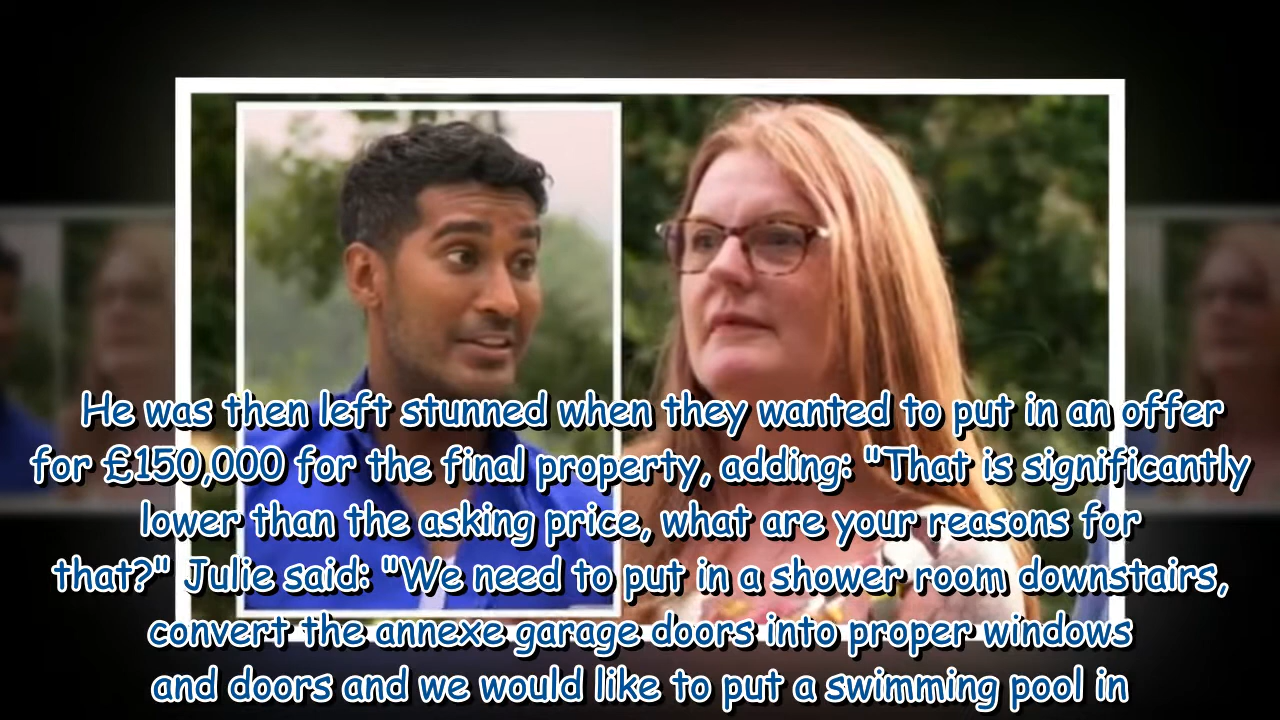 He was then left stunned when they wanted to put in an offer
for £150,000 for the final property, adding: "That is significantly
lower than the asking price, what are your reasons for
that?" Julie said: "We need to put in a shower room downstairs,
convert the annexe garage doors into proper windows
and doors and we would like to put a swimming pool in